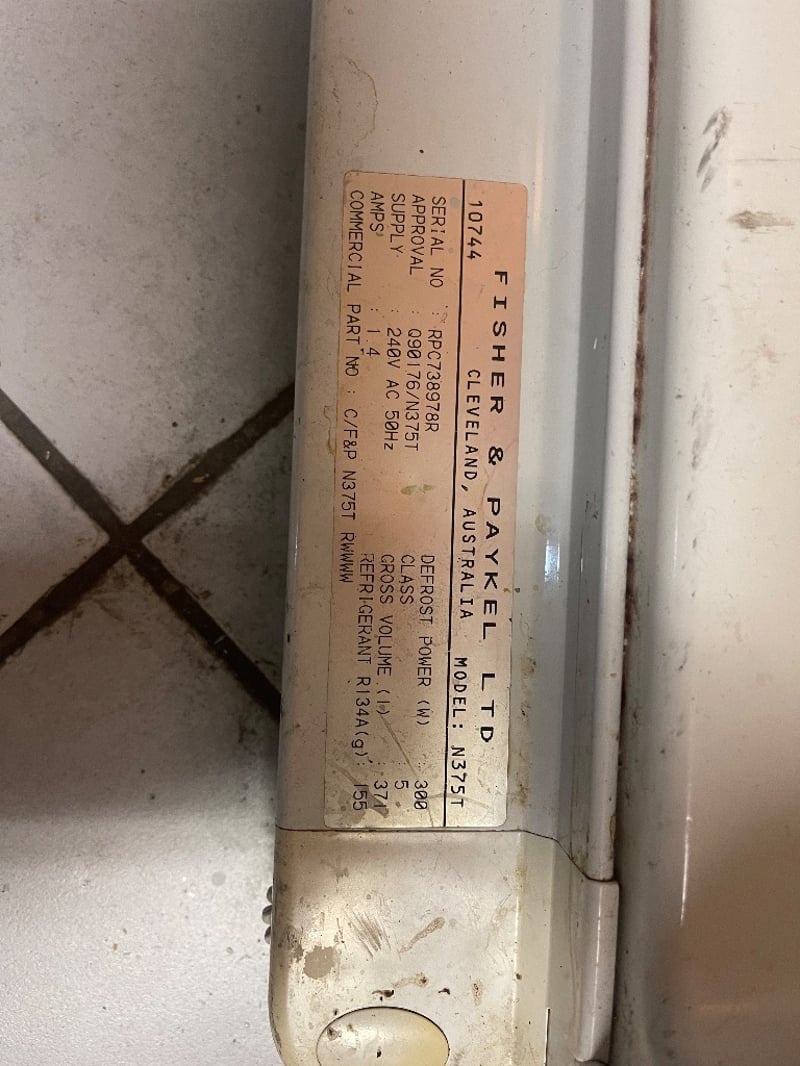 FISHER & PAYKEL LTD
10744 CLEVELAND, AUSTRALIA MODEL: N375T
SERIAL NO : RPC738978R DEFROST POWER (W) : 300
APPROVAL : Q90176/N375T CLASS : 5
SUPPLY : 240V AC 50Hz GROSS VOLUME (l) : 371
AMPS : 1.4 REFRIGERANT R134A(g) : 155
COMMERCIAL PART NO : C/F&P N375T RWWWW